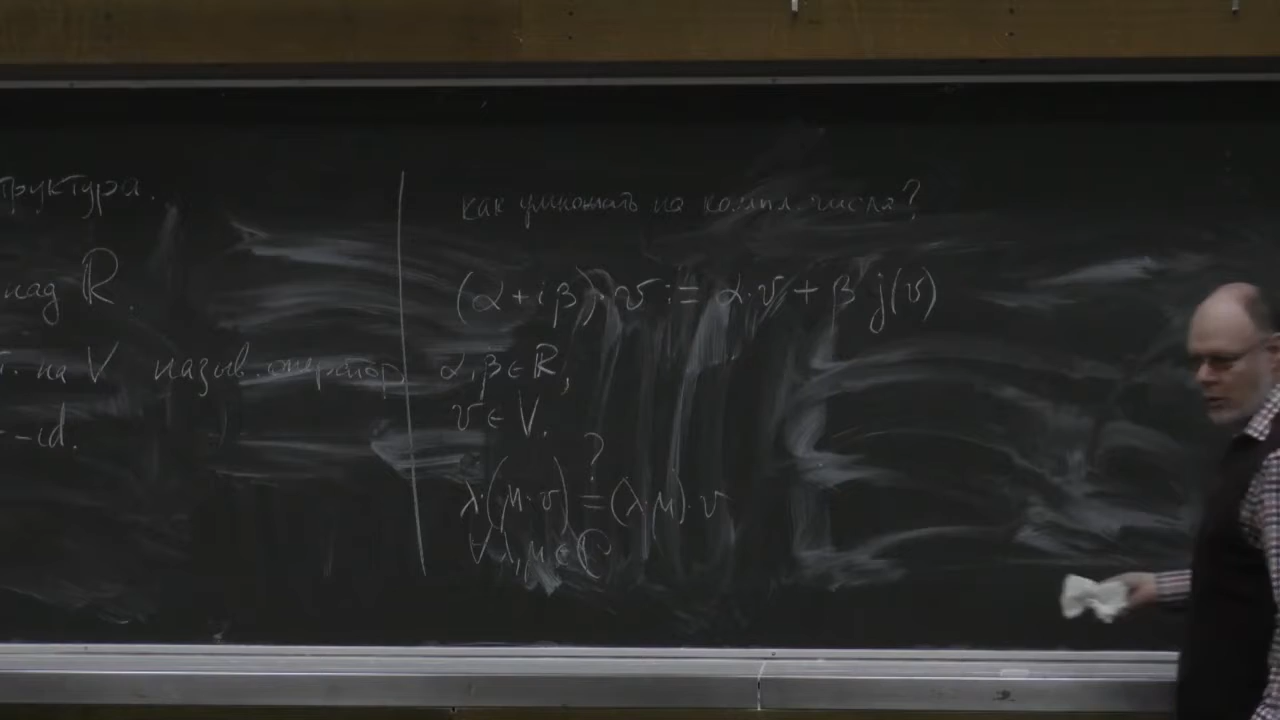 труктура.
над ℝ.
т. на V назыв. оператор
-id.
как умножать на компл. числа?
(α+iβ)·v := α·v + β j(v)
α,β∈ℝ,
v∈V.
λ·(μ·v) ≟ (λ·μ)·v
∀λ,μ∈ℂ